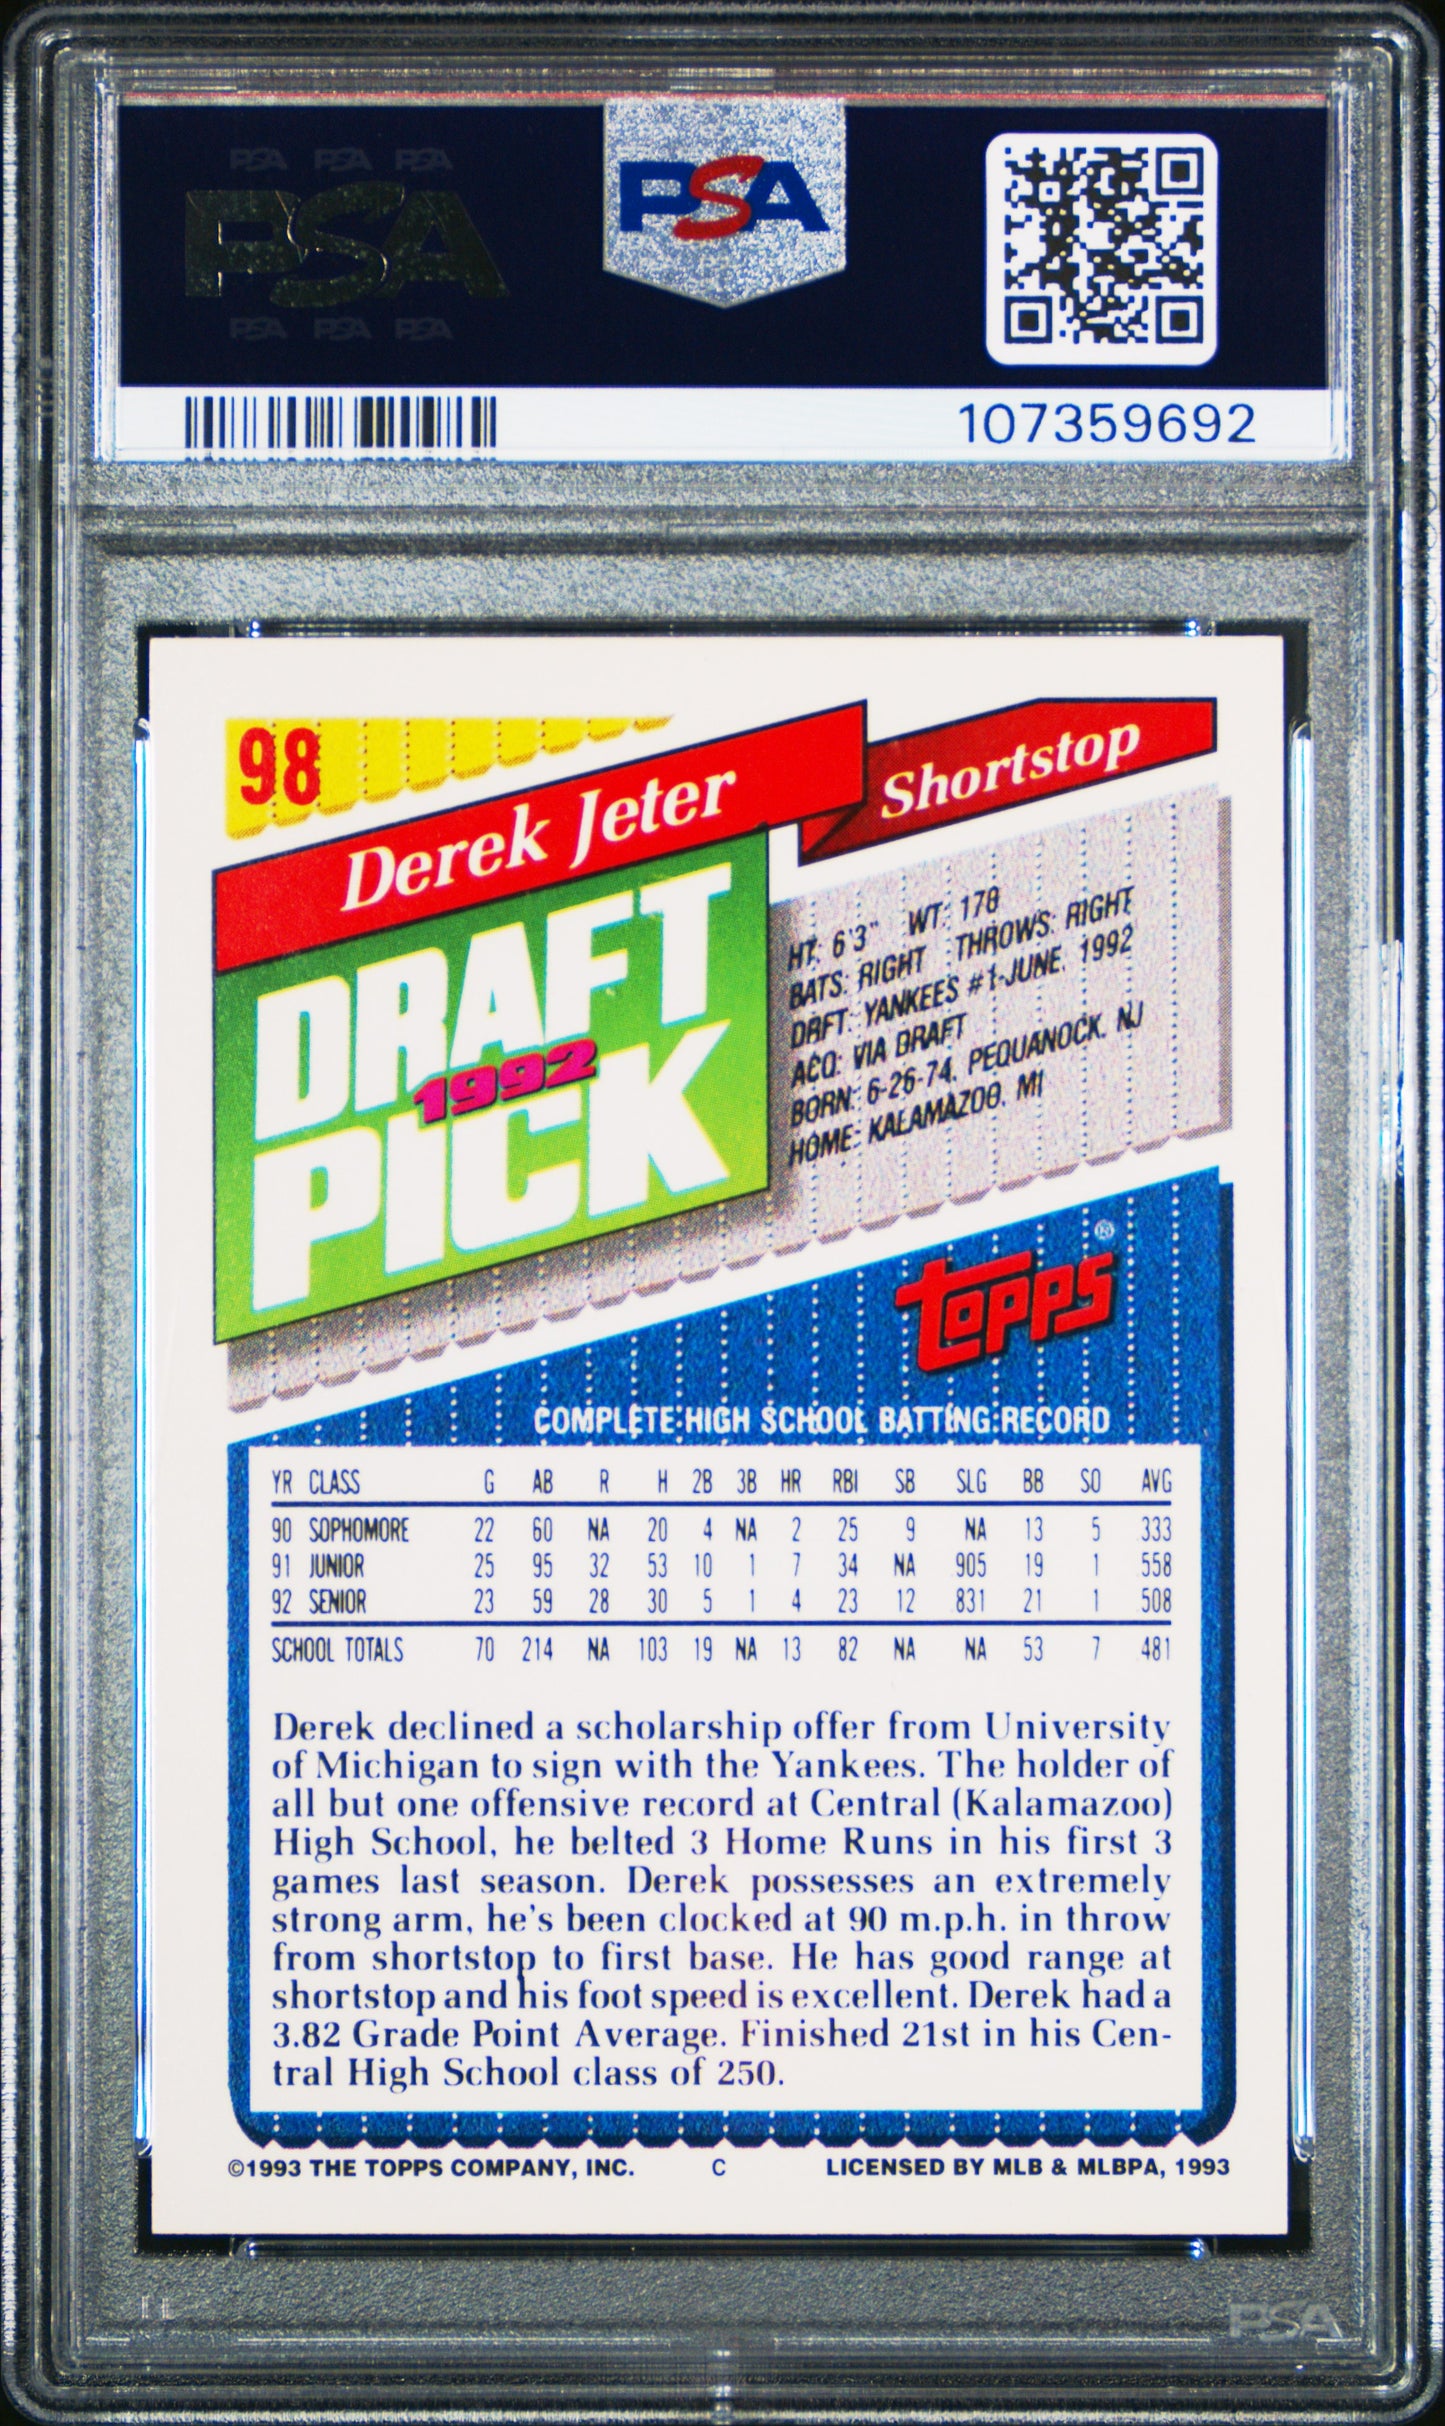 PSA PSA PSA
PSA
PSA PSA PSA
PSA
107359692
98
Derek Jeter
Shortstop
DRAFT
1992
PICK
HT: 6'3" WT: 178
BATS: RIGHT THROWS: RIGHT
DRFT: YANKEES #1-JUNE, 1992
ACQ: VIA DRAFT
BORN: 6-26-74, PEQUANOCK, NJ
HOME: KALAMAZOO, MI
TOPPS®
COMPLETE HIGH SCHOOL BATTING RECORD
YR CLASS G AB R H 2B 3B HR RBI SB SLG BB SO AVG
90 SOPHOMORE 22 60 NA 20 4 NA 2 25 9 NA 13 5 333
91 JUNIOR 25 95 32 53 10 1 7 34 NA .905 19 1 558
92 SENIOR 23 59 28 30 5 1 4 23 12 .831 21 1 508
SCHOOL TOTALS 70 214 NA 103 19 NA 13 82 NA NA 53 7 481
Derek declined a scholarship offer from University
of Michigan to sign with the Yankees. The holder of
all but one offensive record at Central (Kalamazoo)
High School, he belted 3 Home Runs in his first 3
games last season. Derek possesses an extremely
strong arm, he's been clocked at 90 m.p.h. in throw
from shortstop to first base. He has good range at
shortstop and his foot speed is excellent. Derek had a
3.82 Grade Point Average. Finished 21st in his Cen-
tral High School class of 250.
©1993 THE TOPPS COMPANY, INC. C LICENSED BY MLB & MLBPA, 1993
PSA